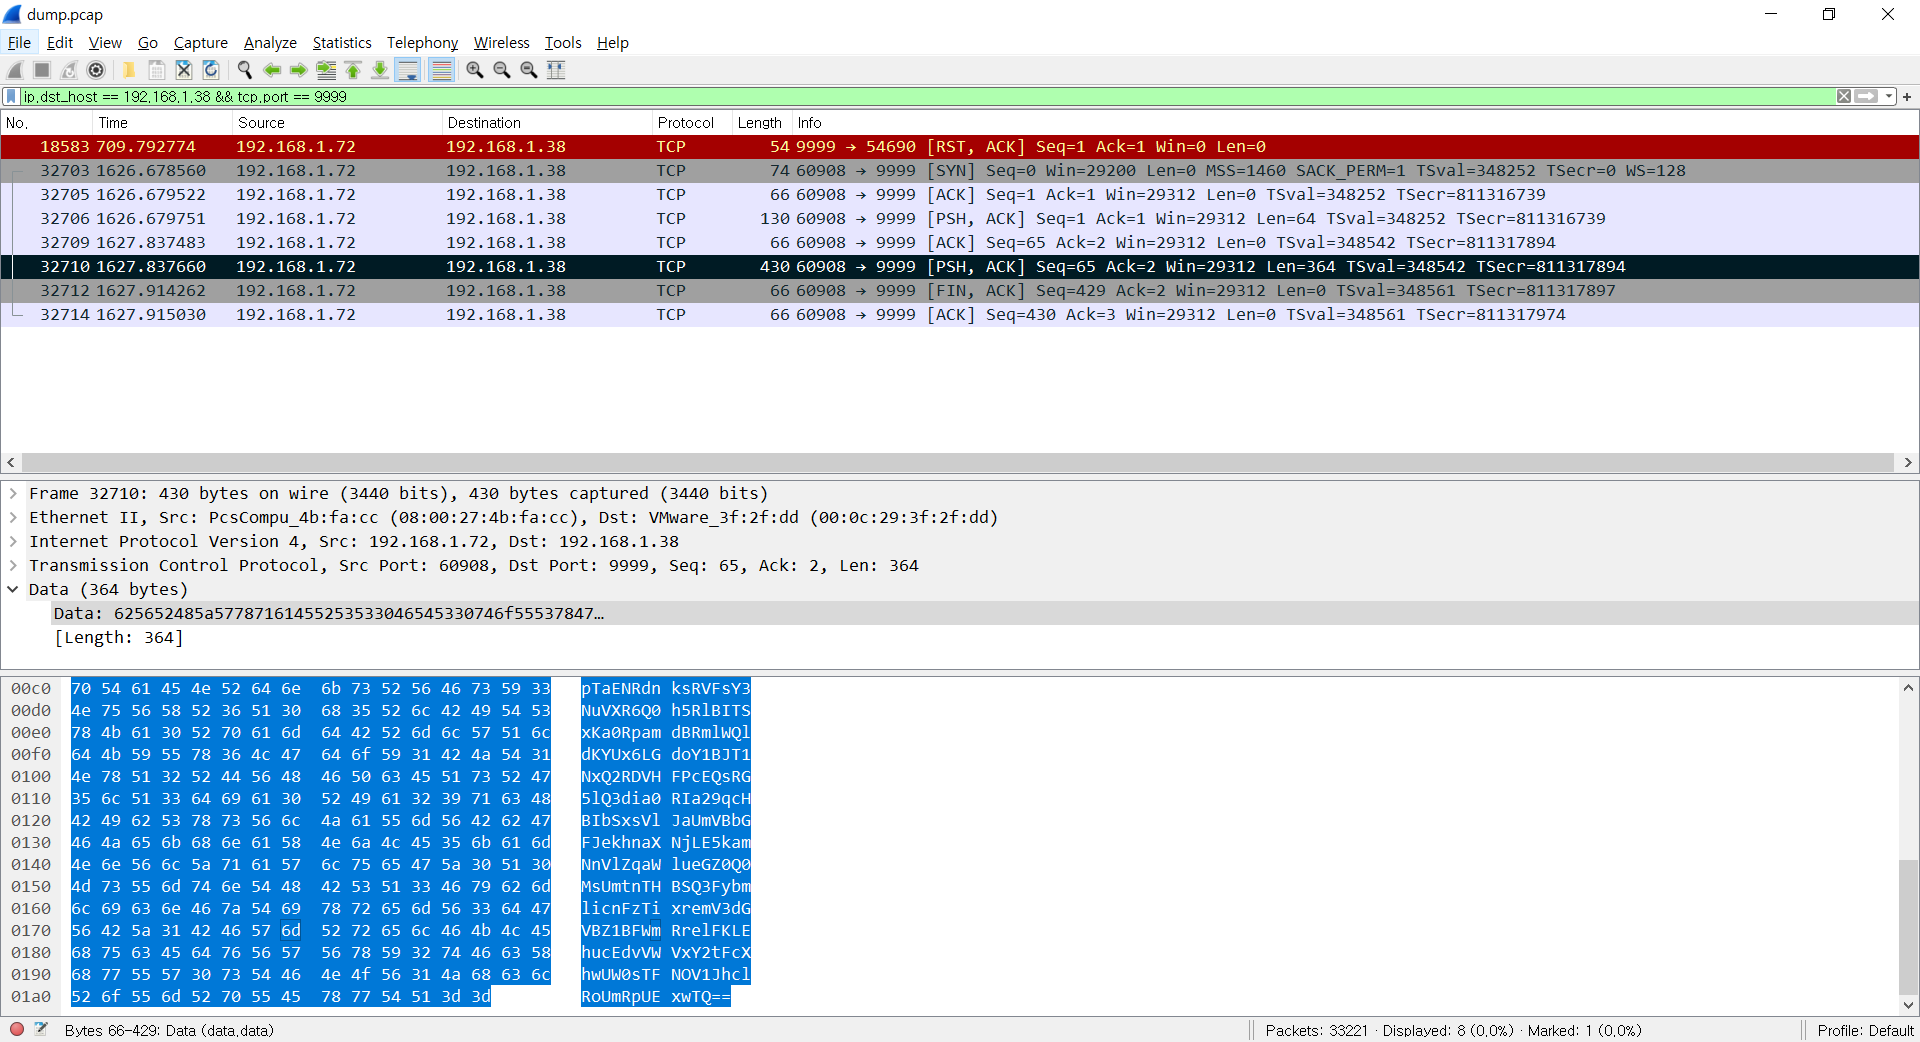 dump.pcap
File Edit View Go Capture Analyze Statistics Telephony Wireless Tools Help
ip.dst_host == 192.168.1.38 && tcp.port == 9999
No. Time Source Destination Protocol Length Info
18583 709.792774 192.168.1.72 192.168.1.38 TCP 54 9999 → 54690 [RST, ACK] Seq=1 Ack=1 Win=0 Len=0
32703 1626.678560 192.168.1.72 192.168.1.38 TCP 74 60908 → 9999 [SYN] Seq=0 Win=29200 Len=0 MSS=1460 SACK_PERM=1 TSval=348252 TSecr=0 WS=128
32705 1626.679522 192.168.1.72 192.168.1.38 TCP 66 60908 → 9999 [ACK] Seq=1 Ack=1 Win=29312 Len=0 TSval=348252 TSecr=811316739
32706 1626.679751 192.168.1.72 192.168.1.38 TCP 130 60908 → 9999 [PSH, ACK] Seq=1 Ack=1 Win=29312 Len=64 TSval=348252 TSecr=811316739
32709 1627.837483 192.168.1.72 192.168.1.38 TCP 66 60908 → 9999 [ACK] Seq=65 Ack=2 Win=29312 Len=0 TSval=348542 TSecr=811317894
32710 1627.837660 192.168.1.72 192.168.1.38 TCP 430 60908 → 9999 [PSH, ACK] Seq=65 Ack=2 Win=29312 Len=364 TSval=348542 TSecr=811317894
32712 1627.914262 192.168.1.72 192.168.1.38 TCP 66 60908 → 9999 [FIN, ACK] Seq=429 Ack=2 Win=29312 Len=0 TSval=348561 TSecr=811317897
32714 1627.915030 192.168.1.72 192.168.1.38 TCP 66 60908 → 9999 [ACK] Seq=430 Ack=3 Win=29312 Len=0 TSval=348561 TSecr=811317974
Frame 32710: 430 bytes on wire (3440 bits), 430 bytes captured (3440 bits)
Ethernet II, Src: PcsCompu_4b:fa:cc (08:00:27:4b:fa:cc), Dst: VMware_3f:2f:dd (00:0c:29:3f:2f:dd)
Internet Protocol Version 4, Src: 192.168.1.72, Dst: 192.168.1.38
Transmission Control Protocol, Src Port: 60908, Dst Port: 9999, Seq: 65, Ack: 2, Len: 364
Data (364 bytes)
Data: 625652485a57787161455253533046545330746f55537847…
[Length: 364]
00c0 70 54 61 45 4e 52 64 6e 6b 73 52 56 46 73 59 33 pTaENRdn ksRVFsY3
00d0 4e 75 56 58 52 36 51 30 68 35 52 6c 42 49 54 53 NuVXR6Q0 h5RlBITS
00e0 78 4b 61 30 52 70 61 6d 64 42 52 6d 6c 57 51 6c xKa0Rpam dBRmlWQl
00f0 64 4b 59 55 78 36 4c 47 64 6f 59 31 42 4a 54 31 dKYUx6LG doY1BJT1
0100 4e 78 51 32 52 44 56 48 46 50 63 45 51 73 52 47 NxQ2RDVH FPcEQsRG
0110 35 6c 51 33 64 69 61 30 52 49 61 32 39 71 63 48 5lQ3dia0 RIa29qcH
0120 42 49 62 53 78 73 56 6c 4a 61 55 6d 56 42 62 47 BIbSxsVl JaUmVBbG
0130 46 4a 65 6b 68 6e 61 58 4e 6a 4c 45 35 6b 61 6d FJekhnaX NjLE5kam
0140 4e 6e 56 6c 5a 71 61 57 6c 75 65 47 5a 30 51 30 NnVlZqaW lueGZ0Q0
0150 4d 73 55 6d 74 6e 54 48 42 53 51 33 46 79 62 6d MsUmtnTH BSQ3Fybm
0160 6c 69 63 6e 46 7a 54 69 78 72 65 6d 56 33 64 47 licnFzTi xremV3dG
0170 56 42 5a 31 42 46 57 6d 52 72 65 6c 46 4b 4c 45 VBZ1BFWm RrelFKLE
0180 68 75 63 45 64 76 56 57 56 78 59 32 74 46 63 58 hucEdvVW VxY2tFcX
0190 68 77 55 57 30 73 54 46 4e 4f 56 31 4a 68 63 6c hwUW0sTF NOV1Jhcl
01a0 52 6f 55 6d 52 70 55 45 78 77 54 51 3d 3d RoUmRpUE xwTQ==
Bytes 66-429: Data (data.data) Packets: 33221 · Displayed: 8 (0.0%) · Marked: 1 (0.0%) Profile: Default